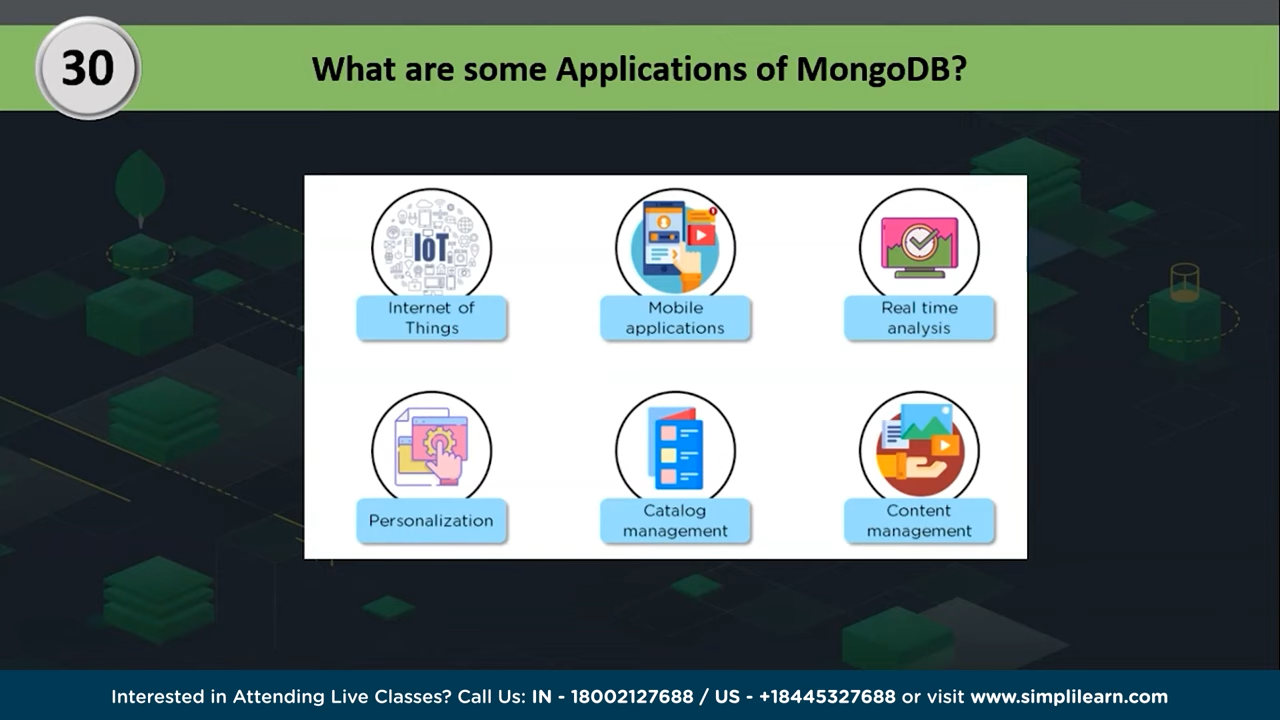 30
What are some Applications of MongoDB?
IoT
Internet of
Things
Mobile
applications
Real time
analysis
Personalization
Catalog
management
Content
management
Interested in Attending Live Classes? Call Us: IN - 18002127688 / US - +18445327688 or visit www.simplilearn.com